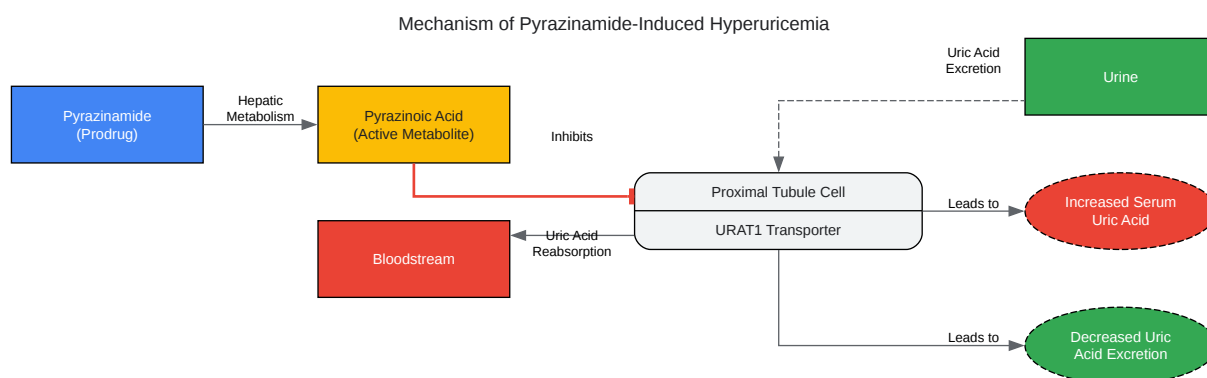 Mechanism of Pyrazinamide-Induced Hyperuricemia
Uric Acid
Excretion
Urine
Pyrazinamide
(Prodrug)
Hepatic
Metabolism
Pyrazinoic Acid
(Active Metabolite)
Inhibits
Proximal Tubule Cell
URAT1 Transporter
Leads to
Increased Serum
Uric Acid
Bloodstream
Uric Acid
Reabsorption
Leads to
Decreased Uric
Acid Excretion